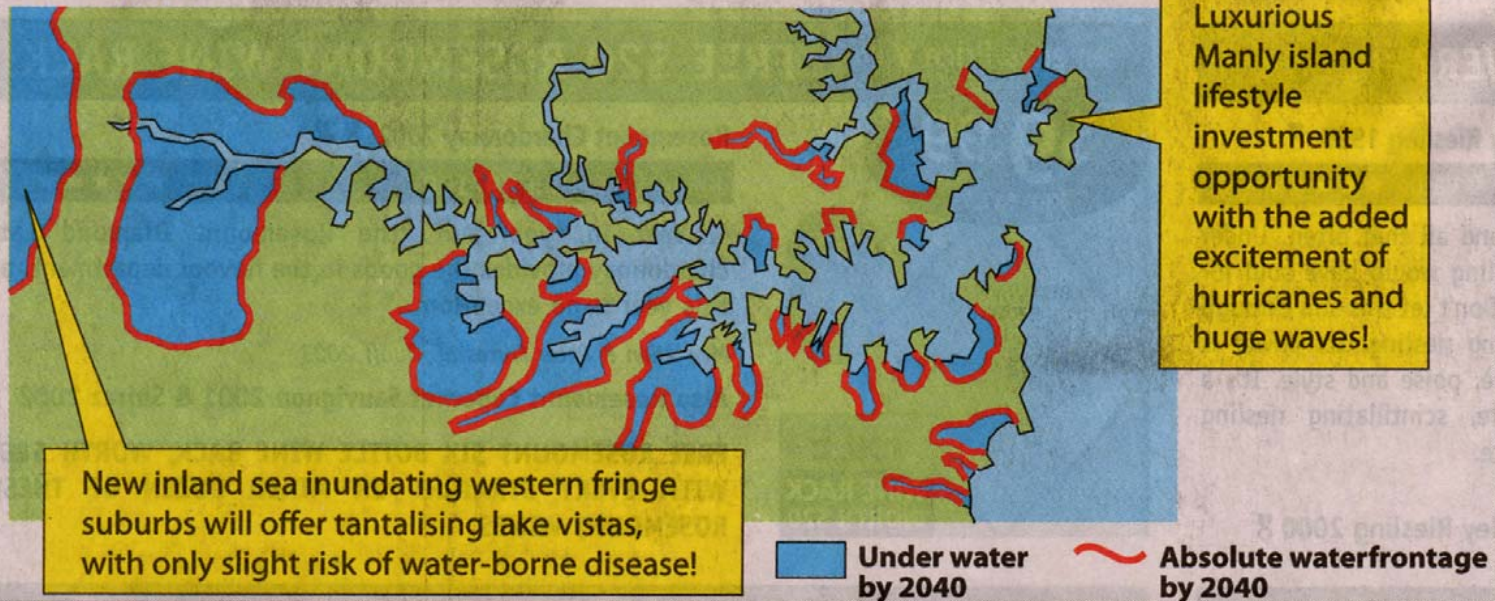 Luxurious
Manly island
lifestyle
investment
opportunity
with the added
excitement of
hurricanes and
huge waves!
New inland sea inundating western fringe
suburbs will offer tantalising lake vistas,
with only slight risk of water-borne disease!
Under water
by 2040
Absolute waterfrontage
by 2040